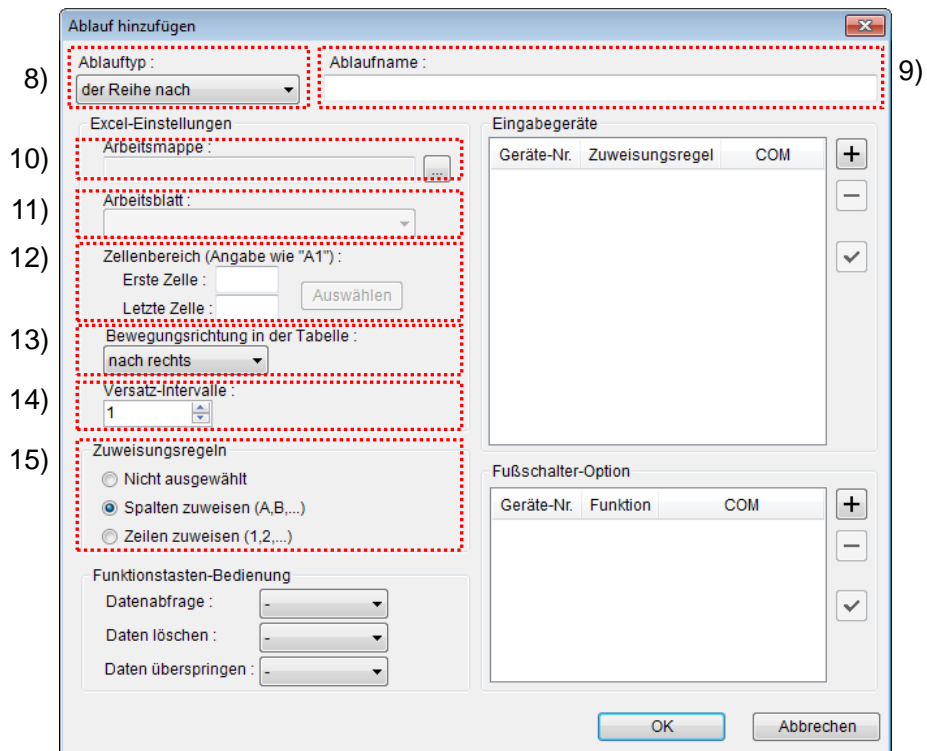 Ablauf hinzufügen
8)
Ablauftyp :
der Reihe nach
Ablaufname :
9)
Excel-Einstellungen
10)
Arbeitsmappe :
...
11)
Arbeitsblatt :
12)
Zellenbereich (Angabe wie "A1") :
Erste Zelle :
Letzte Zelle :
Auswählen
13)
Bewegungsrichtung in der Tabelle :
nach rechts
14)
Versatz-Intervalle :
1
15)
Zuweisungsregeln
Nicht ausgewählt
Spalten zuweisen (A,B,...)
Zeilen zuweisen (1,2,...)
Funktionstasten-Bedienung
Datenabfrage : -
Daten löschen : -
Daten überspringen : -
Eingabegeräte
Geräte-Nr. Zuweisungsregel COM
Fußschalter-Option
Geräte-Nr. Funktion COM
OK
Abbrechen